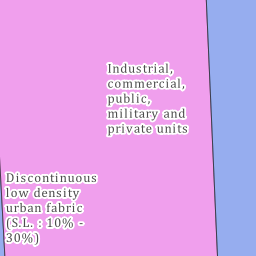 Industrial,
commercial,
public,
military and
private units
Discontinuous
low density
urban fabric
(S.L. : 10% -
30%)